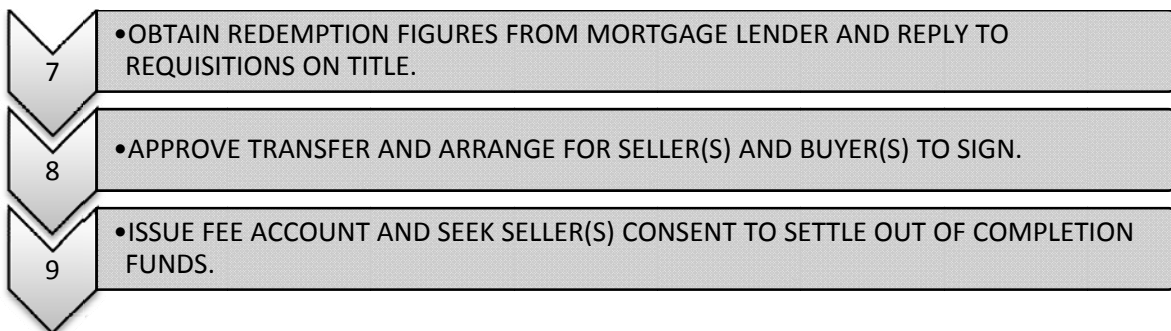 7
•OBTAIN REDEMPTION FIGURES FROM MORTGAGE LENDER AND REPLY TO
REQUISITIONS ON TITLE.
8
•APPROVE TRANSFER AND ARRANGE FOR SELLER(S) AND BUYER(S) TO SIGN.
9
•ISSUE FEE ACCOUNT AND SEEK SELLER(S) CONSENT TO SETTLE OUT OF COMPLETION
FUNDS.